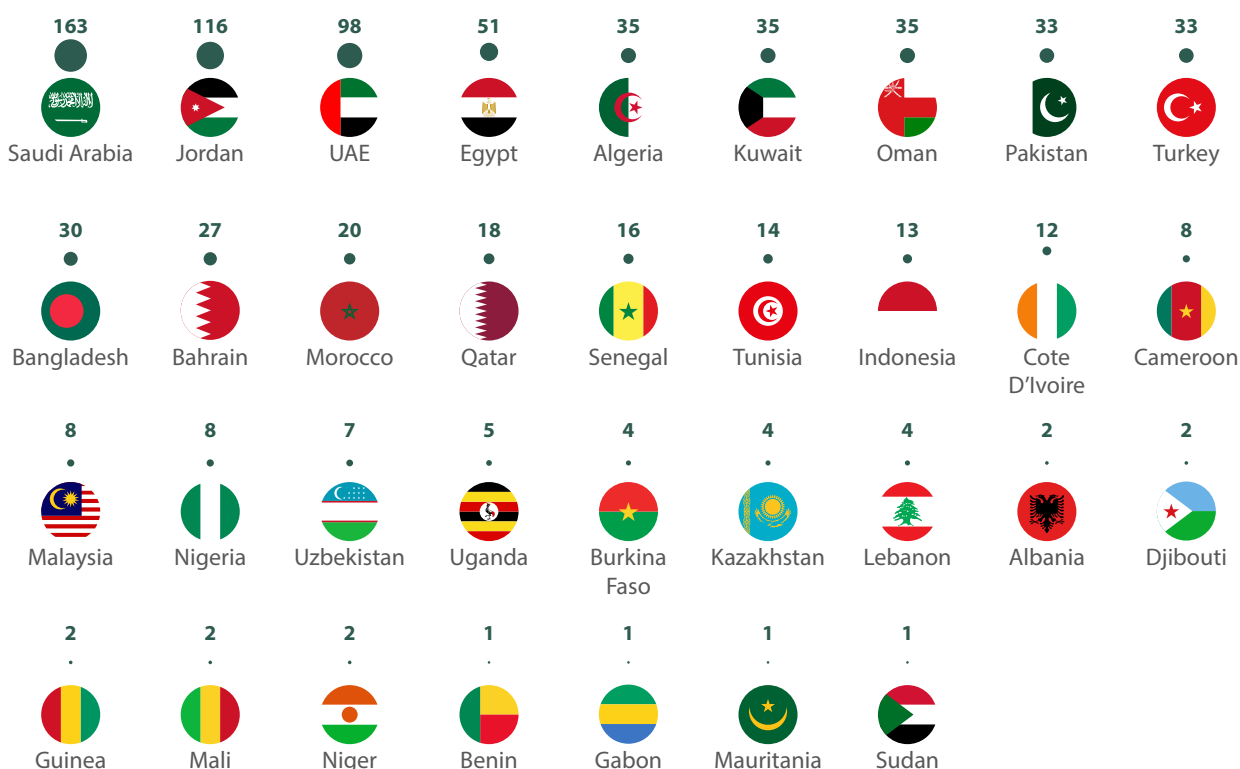 163 116 98 51 35 35 35 33 33
Saudi Arabia Jordan UAE Egypt Algeria Kuwait Oman Pakistan Turkey
30 27 20 18 16 14 13 12 8
Bangladesh Bahrain Morocco Qatar Senegal Tunisia Indonesia Cote D’Ivoire Cameroon
8 8 7 5 4 4 4 2 2
Malaysia Nigeria Uzbekistan Uganda Burkina Faso Kazakhstan Lebanon Albania Djibouti
2 2 2 1 1 1 1
Guinea Mali Niger Benin Gabon Mauritania Sudan